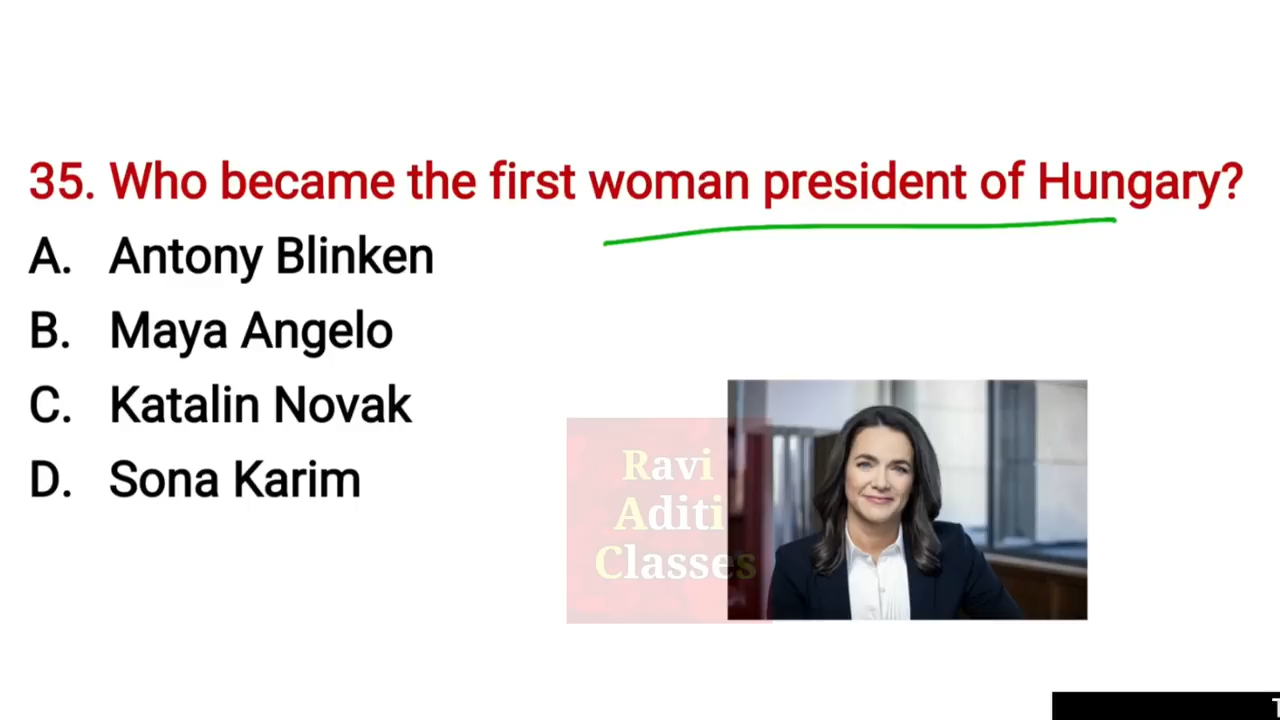 35. Who became the first woman president of Hungary?
A. Antony Blinken
B. Maya Angelo
C. Katalin Novak
D. Sona Karim
Ravi
Aditi
Classes